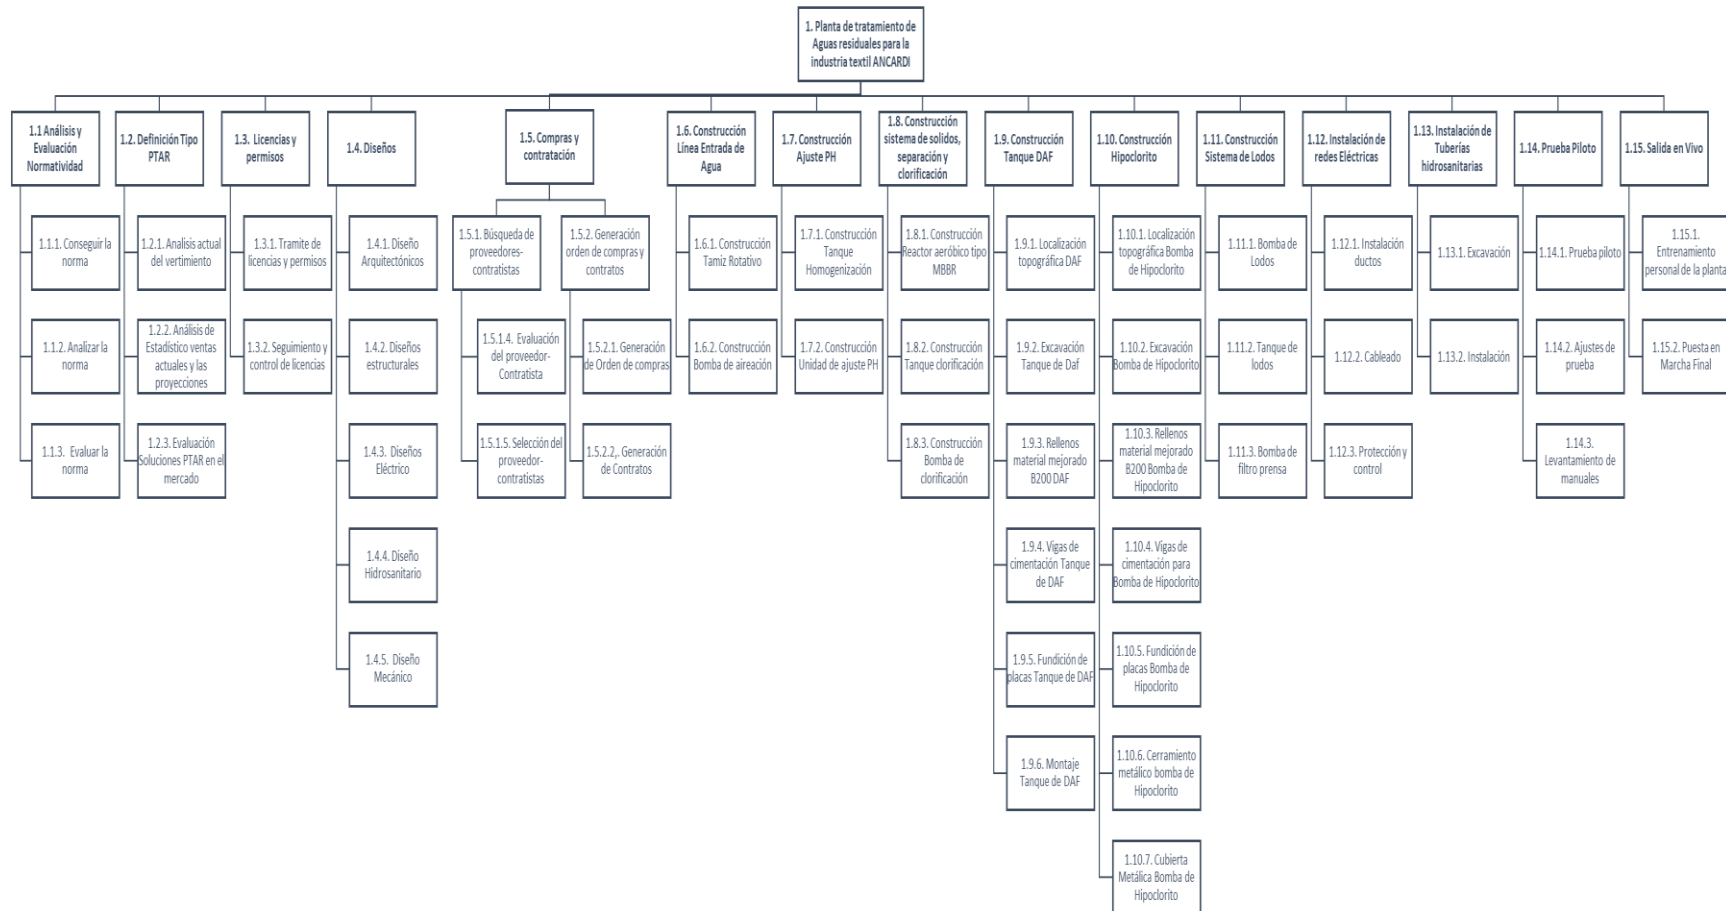 1. Planta de tratamiento de
Aguas residuales para la
industria textil ANCARDI
1.1 Análisis y
Evaluación
Normatividad
1.2. Definición Tipo
PTAR
1.3. Licencias y
permisos
1.4. Diseños
1.5. Compras y
contratación
1.6. Construcción
Línea Entrada de
Agua
1.7. Construcción
Ajuste PH
1.8. Construcción
sistema de solidos,
separación y
clorificación
1.9. Construcción
Tanque DAF
1.10. Construcción
Hipoclorito
1.11. Construcción
Sistema de Lodos
1.12. Instalación de
redes Eléctricas
1.13. Instalación de
Tuberías
hidrosanitarias
1.14. Prueba Piloto
1.15. Salida en Vivo
1.1.1. Conseguir la
norma
1.2.1. Analisis actual
del vertimiento
1.3.1. Tramite de
licencias y permisos
1.4.1. Diseño
Arquitectónicos
1.5.1. Búsqueda de
proveedores-
contratistas
1.5.2. Generación
orden de compras y
contratos
1.6.1. Construcción
Tamiz Rotativo
1.7.1. Construcción
Tanque
Homogenización
1.8.1. Construcción
Reactor aeróbico tipo
MBBR
1.9.1. Localización
topográfica DAF
1.10.1. Localización
topográfica Bomba
de Hipoclorito
1.11.1. Bomba de
Lodos
1.12.1. Instalación
ductos
1.13.1. Excavación
1.14.1. Prueba piloto
1.15.1.
Entrenamiento
personal de la planta
1.1.2. Analizar la
norma
1.2.2. Análisis de
Estadístico ventas
actuales y las
proyecciones
1.3.2. Seguimiento y
control de licencias
1.4.2. Diseños
estructurales
1.5.1.4. Evaluación
del proveedor-
Contratista
1.5.2.1. Generación
de Orden de compras
1.6.2. Construcción
Bomba de aireación
1.7.2. Construcción
Unidad de ajuste PH
1.8.2. Construcción
Tanque clorificación
1.9.2. Excavación
Tanque de Daf
1.10.2. Excavación
Bomba de Hipoclorito
1.11.2. Tanque de
lodos
1.12.2. Cableado
1.13.2. Instalación
1.14.2. Ajustes de
prueba
1.15.2. Puesta en
Marcha Final
1.1.3. Evaluar la
norma
1.2.3. Evaluación
Soluciones PTAR en el
mercado
1.4.3. Diseños
Eléctrico
1.5.1.5. Selección del
proveedor-
contratistas
1.5.2.2,. Generación
de Contratos
1.8.3. Construcción
Bomba de
clorificación
1.9.3. Rellenos
material mejorado
B200 DAF
1.10.3. Rellenos
material mejorado
B200 Bomba de
Hipoclorito
1.11.3. Bomba de
filtro prensa
1.12.3. Protección y
control
1.14.3.
Levantamiento de
manuales
1.4.4. Diseño
Hidrosanitario
1.9.4. Vigas de
cimentación Tanque
de DAF
1.10.4. Vigas de
cimentación para
Bomba de Hipoclorito
1.4.5. Diseño
Mecánico
1.9.5. Fundición de
placas Tanque de DAF
1.10.5. Fundición de
placas Bomba de
Hipoclorito
1.9.6. Montaje
Tanque de DAF
1.10.6. Cerramiento
metálico bomba de
Hipoclorito
1.10.7. Cubierta
Metálica Bomba de
Hipoclorito